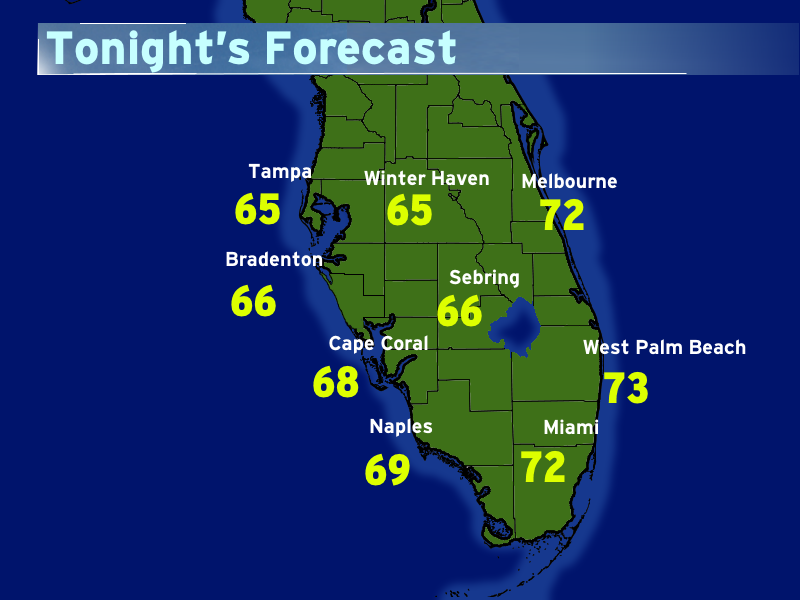 Tonight's Forecast
Tampa
65
Winter Haven
65
Melbourne
72
Bradenton
66
Sebring
66
Cape Coral
68
West Palm Beach
73
Naples
69
Miami
72